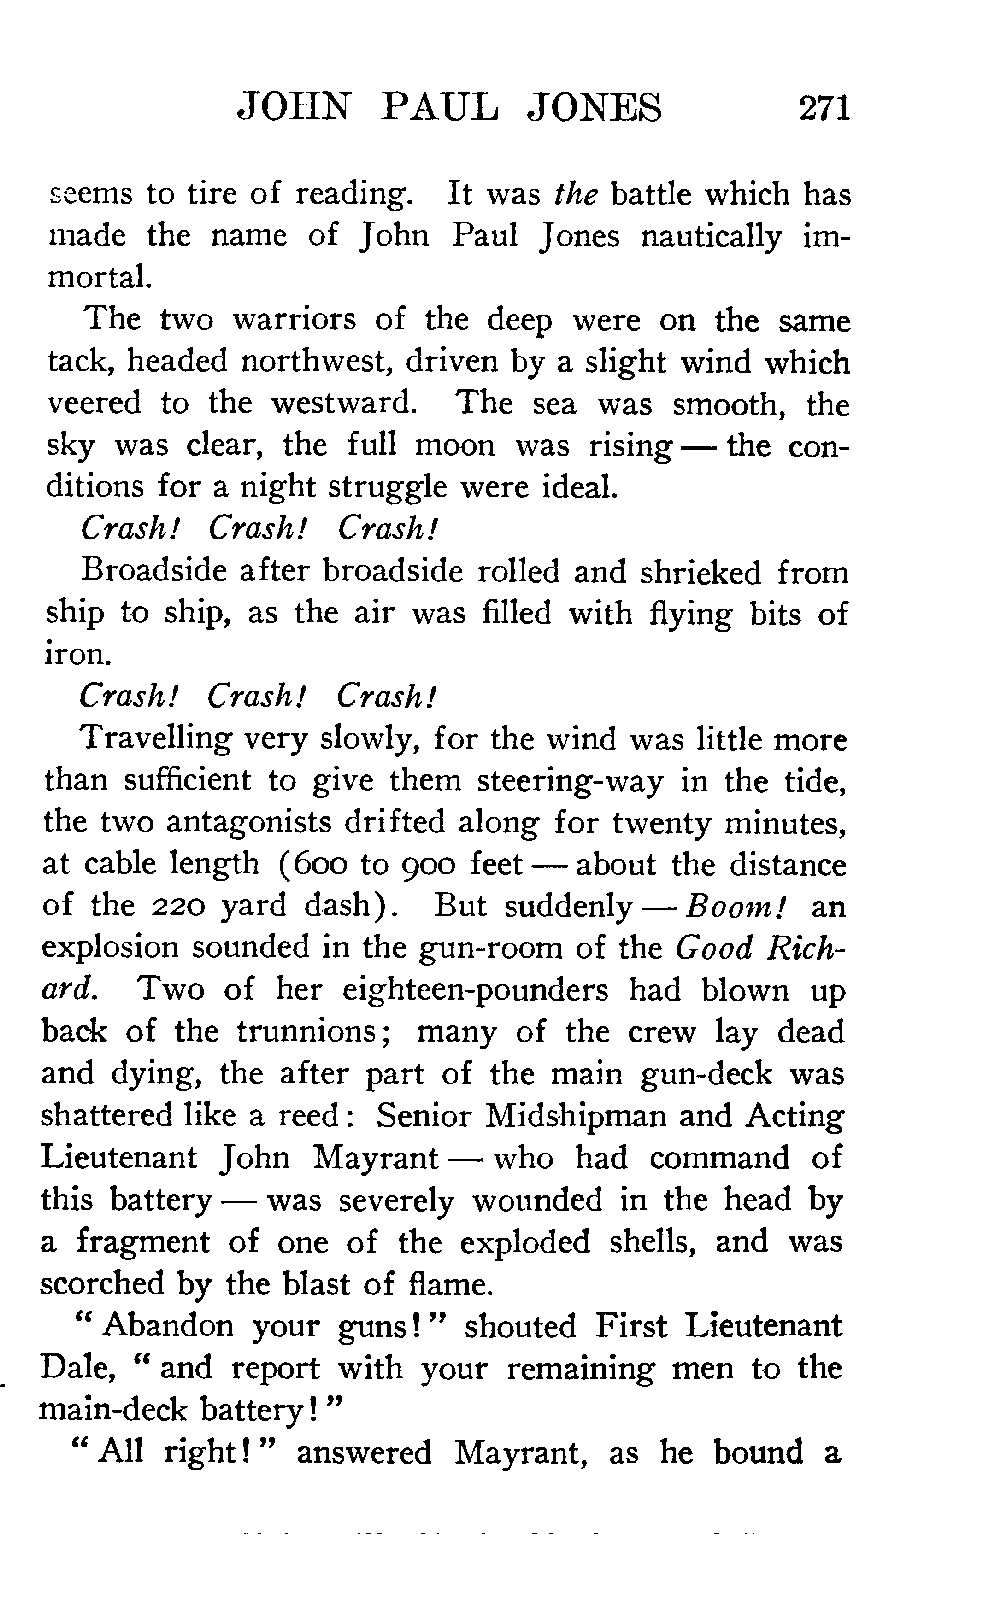 JOHN PAUL JONES 271
seems to tire of reading. It was the battle which has
made the name of John Paul Jones nautically im-
mortal.
The two warriors of the deep were on the same
tack, headed northwest, driven by a slight wind which
veered to the westward. The sea was smooth, the
sky was clear, the full moon was rising — the con-
ditions for a night struggle were ideal.
Crash! Crash! Crash!
Broadside after broadside rolled and shrieked from
ship to ship, as the air was filled with flying bits of
iron.
Crash! Crash! Crash!
Travelling very slowly, for the wind was little more
than sufficient to give them steering-way in the tide,
the two antagonists drifted along for twenty minutes,
at cable length (600 to 900 feet — about the distance
of the 220 yard dash). But suddenly — Boom! an
explosion sounded in the gun-room of the Good Rich-
ard. Two of her eighteen-pounders had blown up
back of the trunnions; many of the crew lay dead
and dying, the after part of the main gun-deck was
shattered like a reed: Senior Midshipman and Acting
Lieutenant John Mayrant — who had command of
this battery — was severely wounded in the head by
a fragment of one of the exploded shells, and was
scorched by the blast of flame.
"Abandon your guns!" shouted First Lieutenant
Dale, "and report with your remaining men to the
main-deck battery!"
"All right!" answered Mayrant, as he bound a